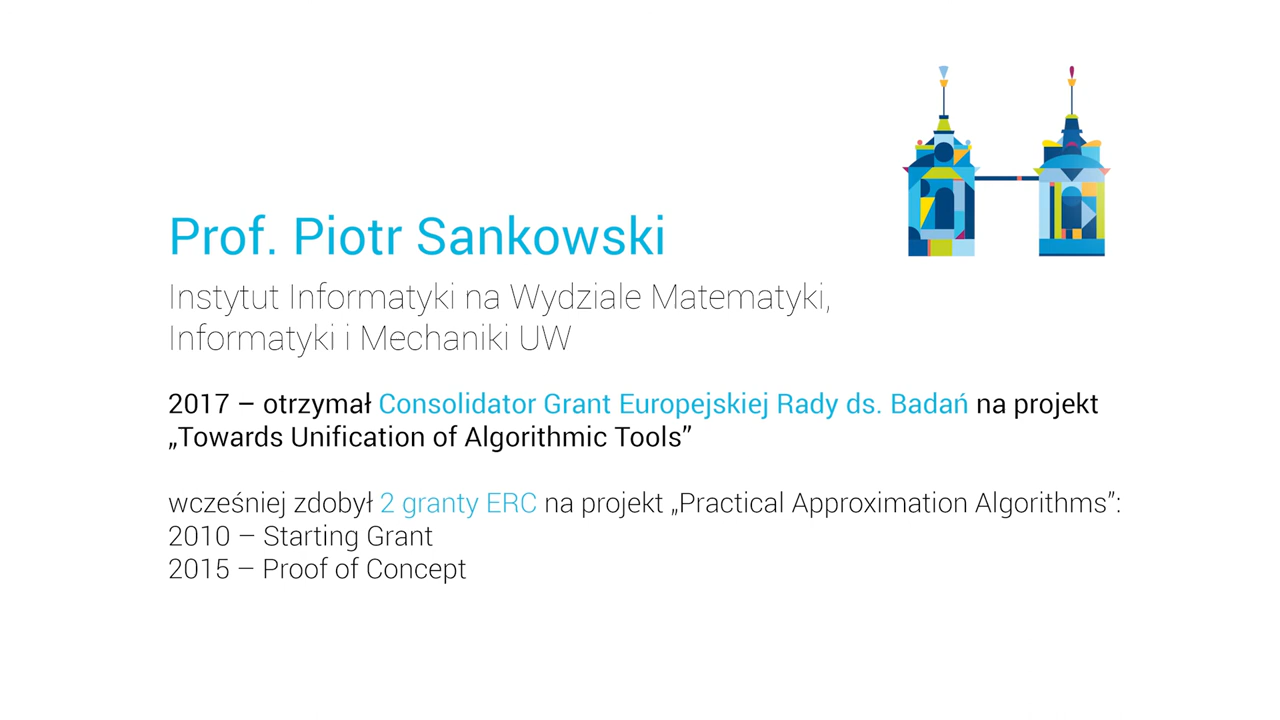 Prof. Piotr Sankowski
Instytut Informatyki na Wydziale Matematyki,
Informatyki i Mechaniki UW
2017 – otrzymał Consolidator Grant Europejskiej Rady ds. Badań na projekt
„Towards Unification of Algorithmic Tools”
wcześniej zdobył 2 granty ERC na projekt „Practical Approximation Algorithms”:
2010 – Starting Grant
2015 – Proof of Concept